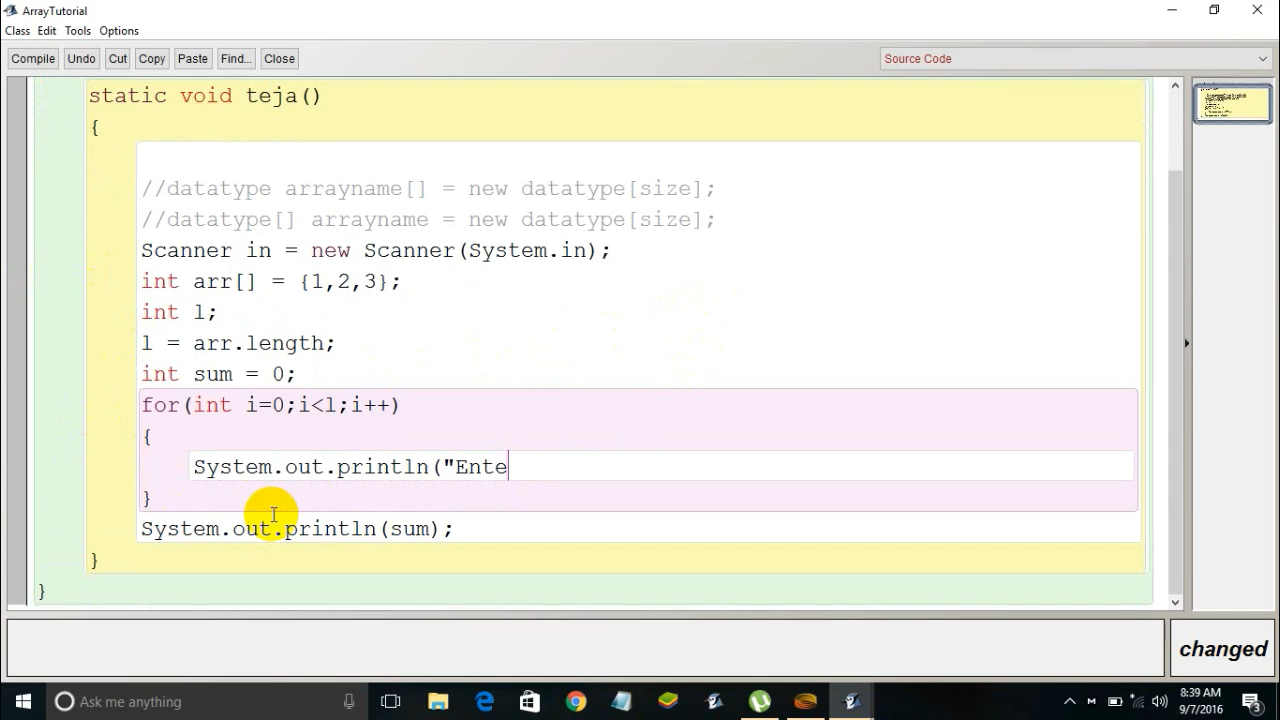 ArrayTutorial
Class Edit Tools Options
Compile Undo Cut Copy Paste Find... Close Source Code
static void teja()
{
//datatype arrayname[] = new datatype[size];
//datatype[] arrayname = new datatype[size];
Scanner in = new Scanner(System.in);
int arr[] = {1,2,3};
int l;
l = arr.length;
int sum = 0;
for(int i=0;i<l;i++)
{
System.out.println("Ente
}
System.out.println(sum);
}
}
changed
Ask me anything
8:39 AM
9/7/2016
3